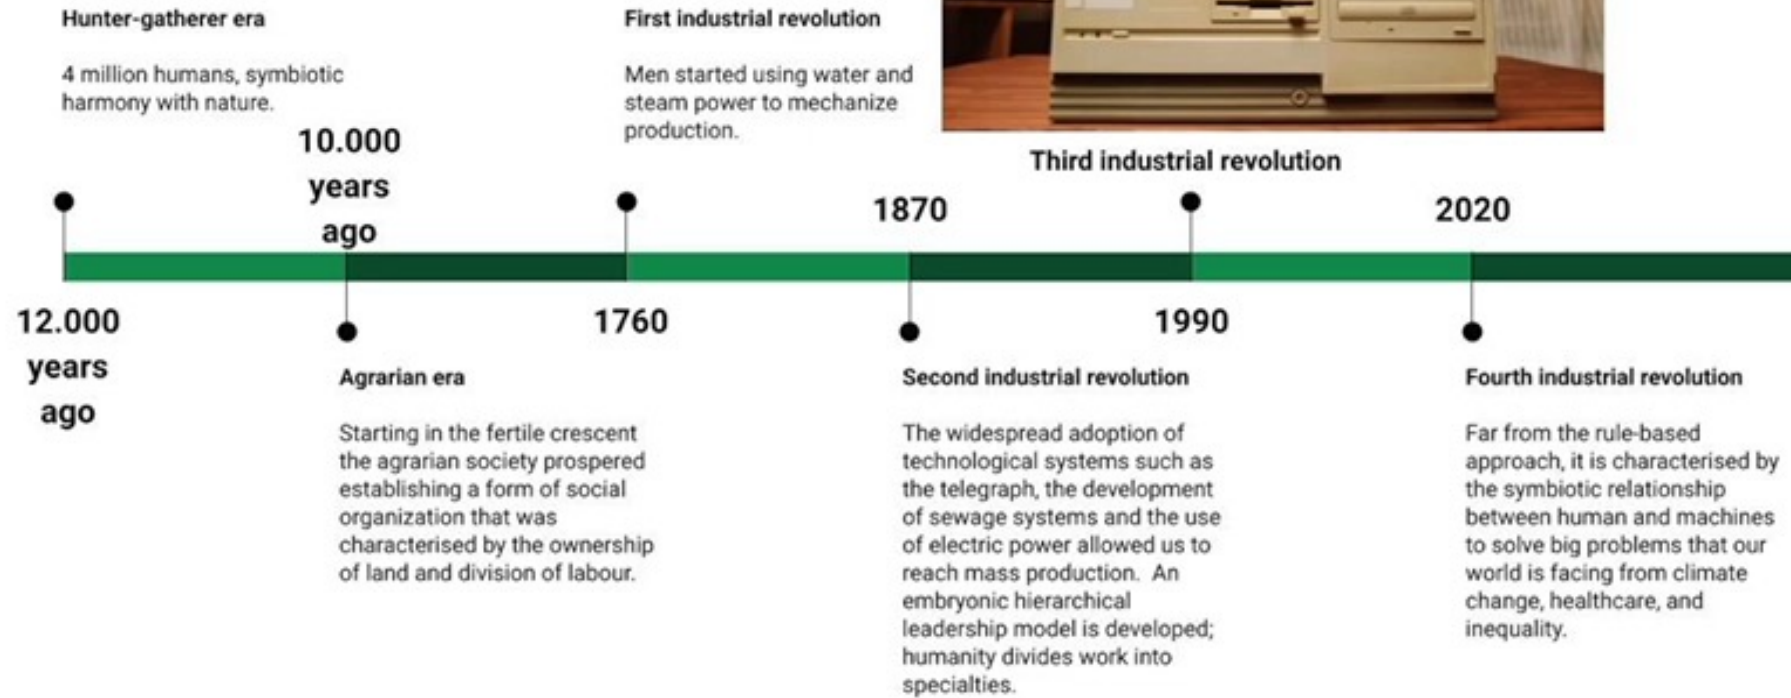 Hunter-gatherer era
4 million humans, symbiotic
harmony with nature.
10.000
years
ago
First industrial revolution
Men started using water and
steam power to mechanize
production.
Third industrial revolution
1870
2020
12.000
years
ago
1760
1990
Agrarian era
Starting in the fertile crescent
the agrarian society prospered
establishing a form of social
organization that was
characterised by the ownership
of land and division of labour.
Second industrial revolution
The widespread adoption of
technological systems such as
the telegraph, the development
of sewage systems and the use
of electric power allowed us to
reach mass production.  An
embryonic hierarchical
leadership model is developed;
humanity divides work into
specialties.
Fourth industrial revolution
Far from the rule-based
approach, it is characterised by
the symbiotic relationship
between human and machines
to solve big problems that our
world is facing from climate
change, healthcare, and
inequality.